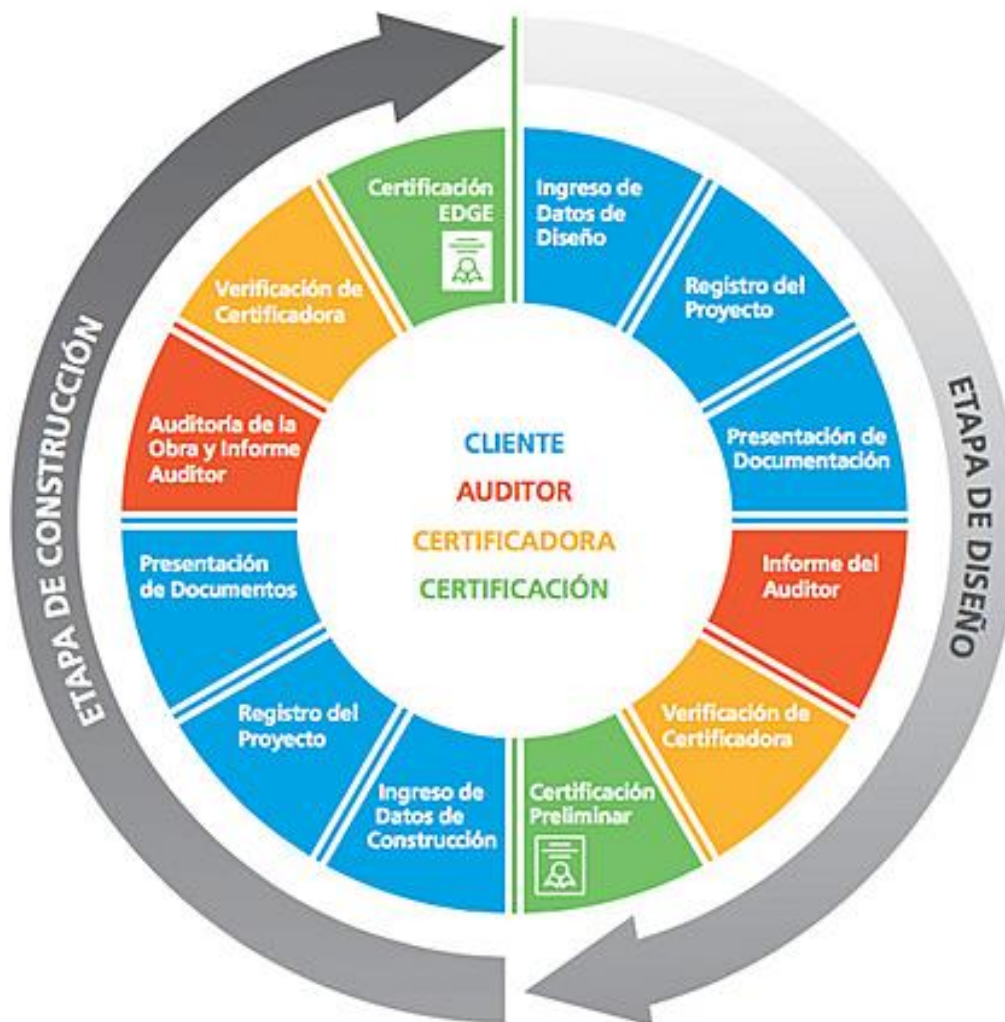 Certificación
EDGE
Ingreso de
Datos de
Diseño
Registro del
Proyecto
Presentación de
Documentación
Informe del
Auditor
Verificación de
Certificadora
Certificación
Preliminar
Ingreso de
Datos de
Construcción
Registro del
Proyecto
Presentación
de Documentos
Auditoría de la
Obra y Informe
Auditor
Verificación de
Certificadora
CLIENTE
AUDITOR
CERTIFICADORA
CERTIFICACIÓN
ETAPA DE DISEÑO
ETAPA DE CONSTRUCCIÓN